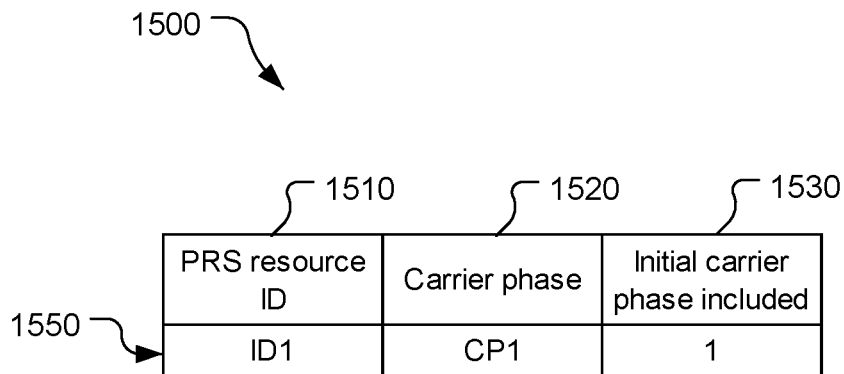 1500
1510
1520
1530
PRS resource
ID
Carrier phase
Initial carrier
phase included
1550
ID1
CP1
1